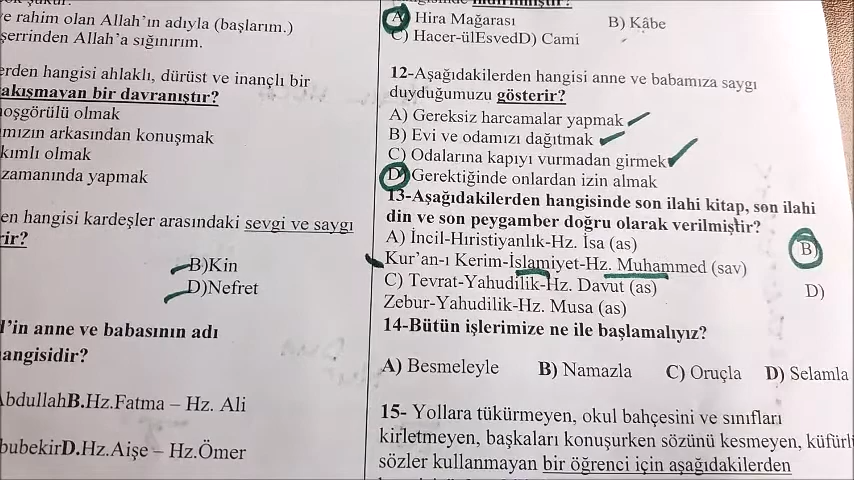 e rahim olan Allah'ın adıyla (başlarım.)
şerrinden Allah'a sığınırım.
erden hangisi ahlaklı, dürüst ve inançlı bir
akışmayan bir davranıştır?
hoşgörülü olmak
mızın arkasından konuşmak
kımlı olmak
zamanında yapmak
en hangisi kardeşler arasındaki sevgi ve saygı
rir?
B)Kin
D)Nefret
l'in anne ve babasının adı
angisidir?
AbdullahB.Hz.Fatma – Hz. Ali
bubekirD.Hz.Aişe – Hz.Ömer
A) Hira Mağarası B) Kâbe
C) Hacer-ülEsvedD) Cami
12-Aşağıdakilerden hangisi anne ve babamıza saygı
duyduğumuzu gösterir?
A) Gereksiz harcamalar yapmak
B) Evi ve odamızı dağıtmak
C) Odalarına kapıyı vurmadan girmek
D) Gerektiğinde onlardan izin almak
13-Aşağıdakilerden hangisinde son ilahi kitap, son ilahi
din ve son peygamber doğru olarak verilmiştir?
A) İncil-Hıristiyanlık-Hz. İsa (as) B)
Kur'an-ı Kerim-İslamiyet-Hz. Muhammed (sav)
C) Tevrat-Yahudilik-Hz. Davut (as) D)
Zebur-Yahudilik-Hz. Musa (as)
14-Bütün işlerimize ne ile başlamalıyız?
A) Besmeleyle B) Namazla C) Oruçla D) Selamla
15- Yollara tükürmeyen, okul bahçesini ve sınıfları
kirletmeyen, başkaları konuşurken sözünü kesmeyen, küfürl
sözler kullanmayan bir öğrenci için aşağıdakilerden